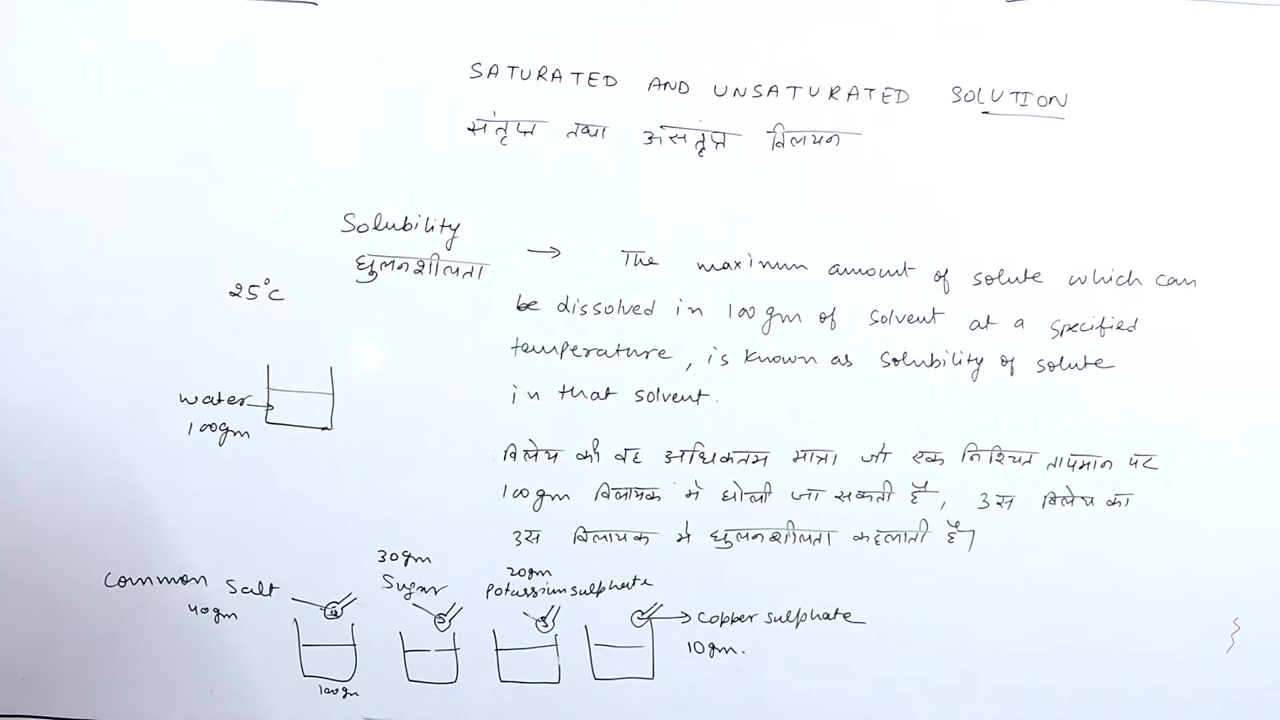 SATURATED AND UNSATURATED SOLUTION
संतृप्त तथा असंतृप्त विलयन
Solubility
घुलनशीलता
→ The maximum amount of solute which can
be dissolved in 100gm of solvent at a specified
temperature, is known as solubility of solute
in that solvent.
25°C
water
100gm
विलेय की वह अधिकतम मात्रा जो एक निश्चित तापमान पर
100gm विलायक में घोली जा सकती है, उस विलेय का
उस विलायक में घुलनशीलता कहलाती है।
Common Salt
40gm
100gm
30gm
Sugar
20gm
Potassium sulphate
Copper sulphate
10gm.